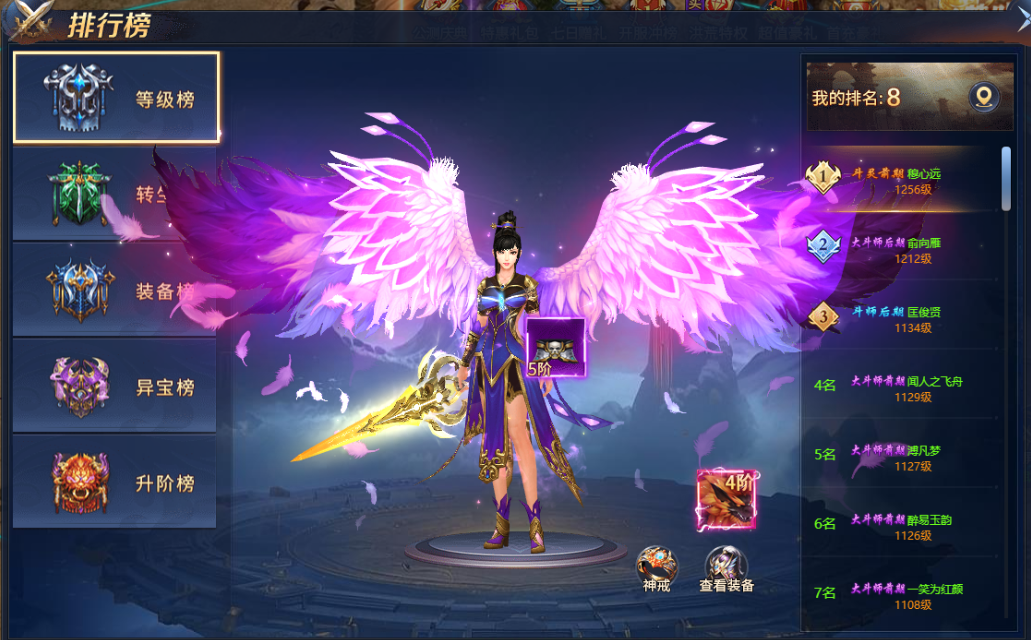 排行榜
等级榜
转生
装备榜
异宝榜
升阶榜
5阶
4阶
神戒
查看装备
我的排名:8
1 斗灵前期 穆心远
1256级
2 大斗师后期 俞向雁
1212级
3 斗师后期 匡俊贤
1134级
4名 大斗师前期 闻人之飞舟
1129级
5名 大斗师前期 溥凡梦
1127级
6名 大斗师前期 醉易玉韵
1126级
7名 大斗师前期 一笑为红颜
1108级